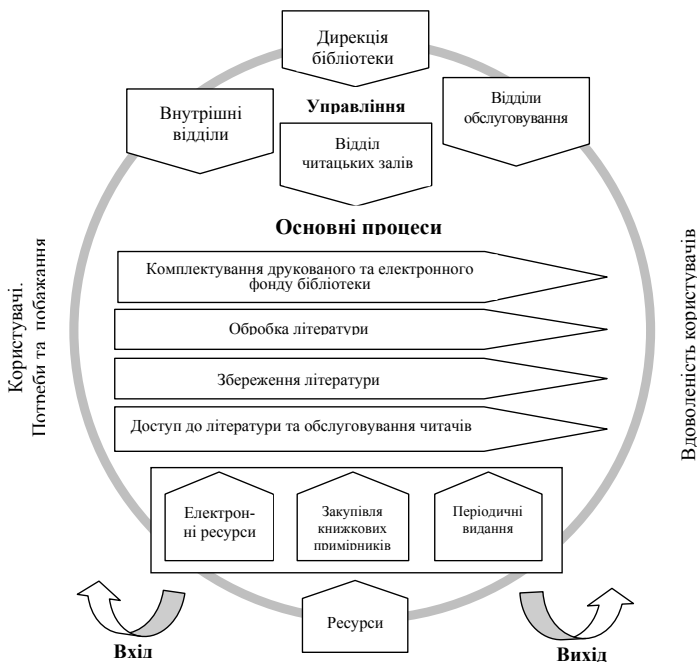 Дирекція
бібліотеки
Внутрішні
відділи
Управління
Відділи
обслуговування
Відділ
читацьких залів
Основні процеси
Користувачі.
Потреби та побажання
Комплектування друкованого та електронного
фонду бібліотеки
Обробка літератури
Збереження літератури
Доступ до літератури та обслуговування читачів
Вдоволеність користувачів
Електрон-
ні ресурси
Закупівля
книжкових
примірників
Періодичні
видання
Ресурси
Вхід
Вихід